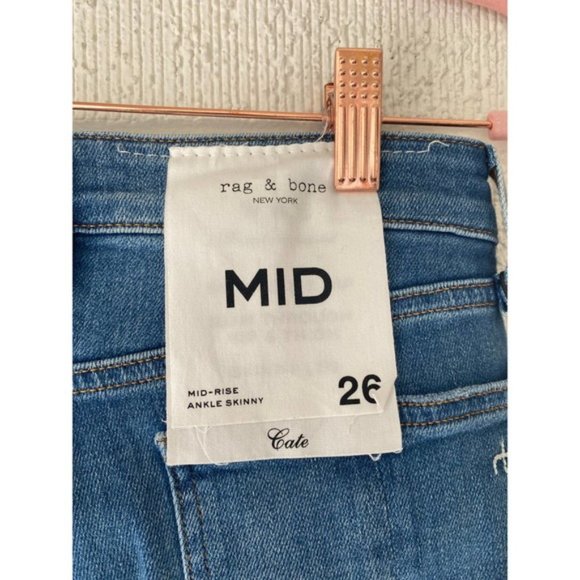 rag & bone
NEW YORK
MID
MID-RISE
ANKLE SKINNY
26
Cate